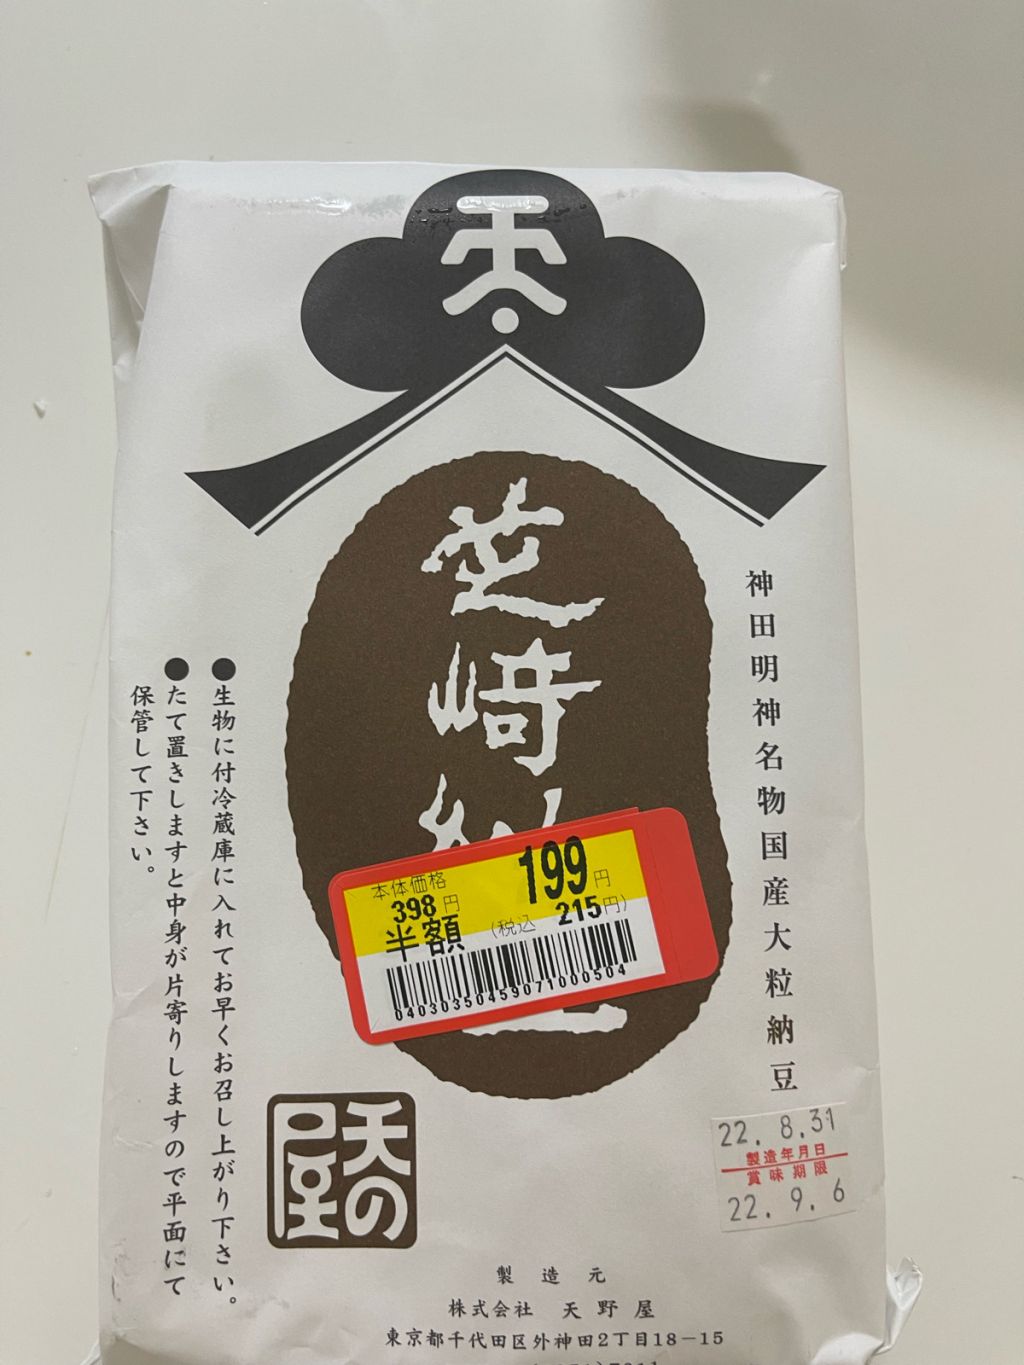 天
神田明神名物国産大粒納豆
芝崎納
本体価格
398円
半額
199円
(税込 215円)
04030350459071000504
●生物に付冷蔵庫に入れてお早くお召し上がり下さい。
●たて置きしますと中身が片寄りしますので平面にて
保管して下さい。
天の
屋
22. 8.31
製造年月日
賞味期限
22. 9. 6
製造元
株式会社 天野屋
東京都千代田区外神田2丁目18－15